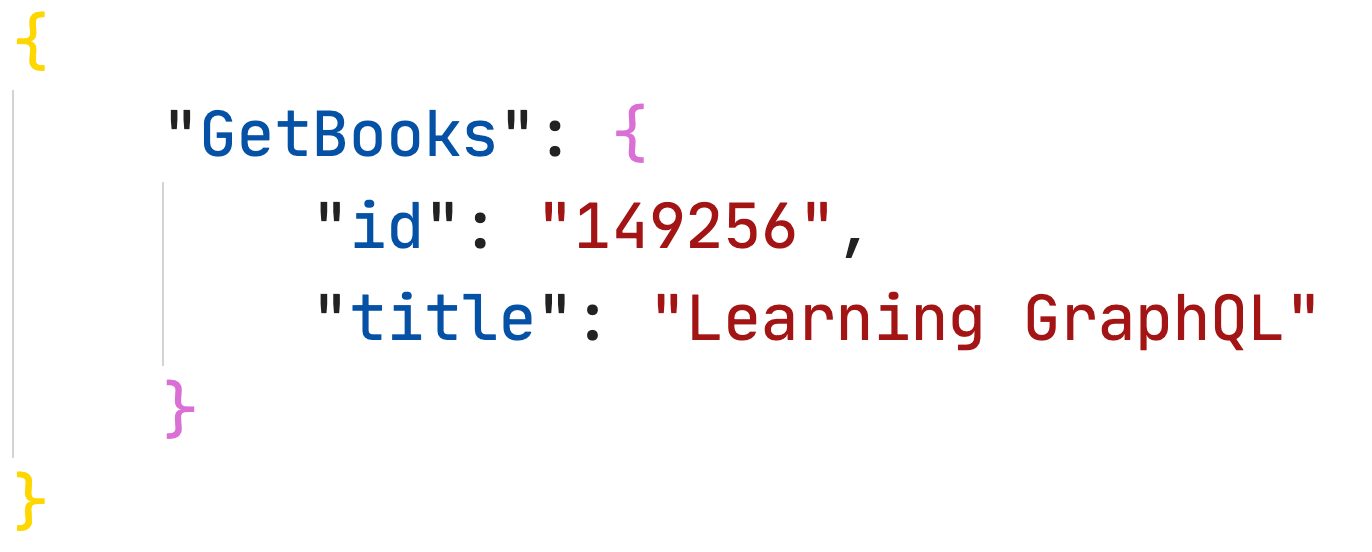 {
"GetBooks": {
"id": "149256",
"title": "Learning GraphQL"
}
}